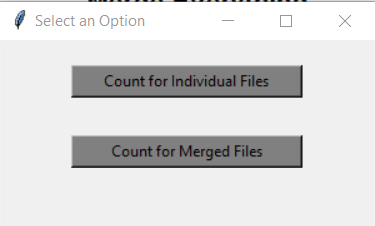 Select an Option
Count for Individual Files
Count for Merged Files